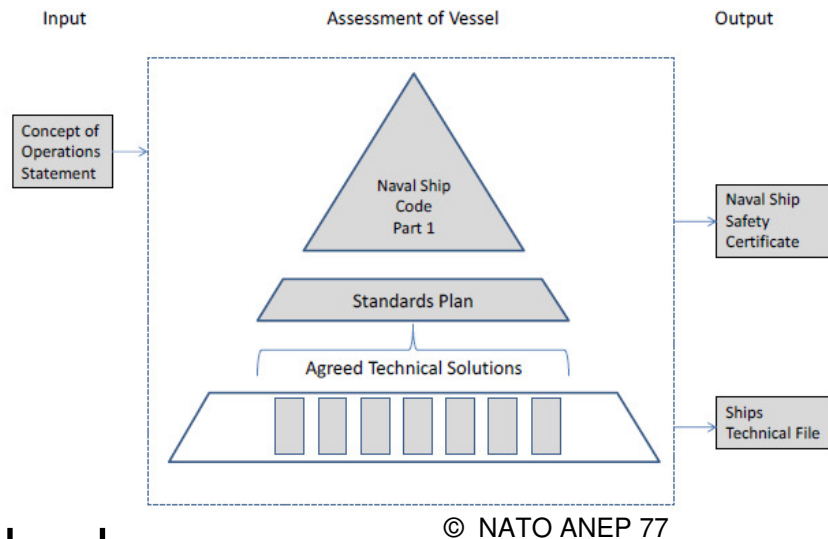 Input
Assessment of Vessel
Output
Concept of
Operations
Statement
Naval Ship
Code
Part 1
Naval Ship
Safety
Certificate
Standards Plan
Agreed Technical Solutions
Ships
Technical File
© NATO ANEP 77